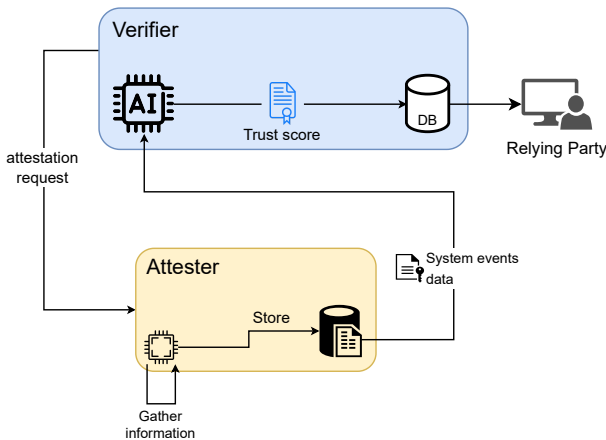 Verifier
AI
Trust score
DB
Relying Party
attestation
request
System events
data
Attester
Store
Gather
information